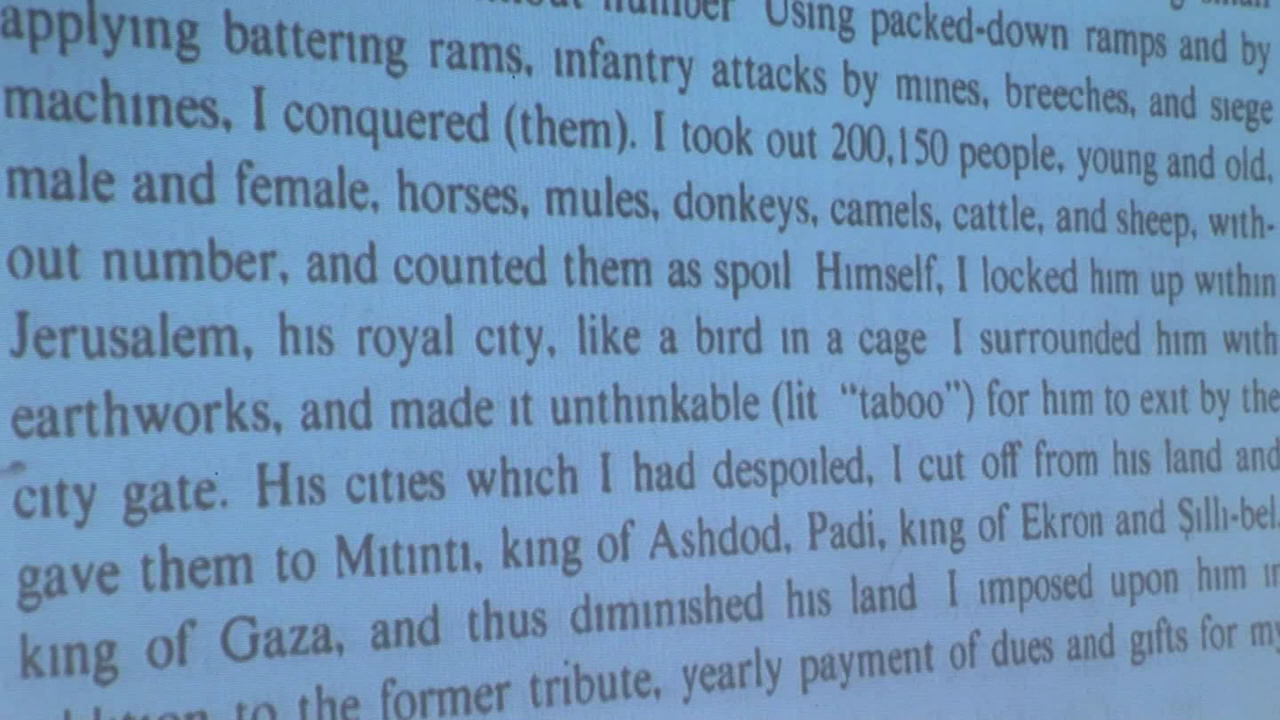 number Using packed-down ramps and by
applying battering rams, infantry attacks by mines, breeches, and siege
machines, I conquered (them). I took out 200,150 people, young and old,
male and female, horses, mules, donkeys, camels, cattle, and sheep, with-
out number, and counted them as spoil Himself, I locked him up within
Jerusalem, his royal city, like a bird in a cage I surrounded him with
earthworks, and made it unthinkable (lit "taboo") for him to exit by the
city gate. His cities which I had despoiled, I cut off from his land and
gave them to Mitinti, king of Ashdod, Padi, king of Ekron and Ṣilli-bel,
king of Gaza, and thus diminished his land I imposed upon him in
to the former tribute, yearly payment of dues and gifts for my